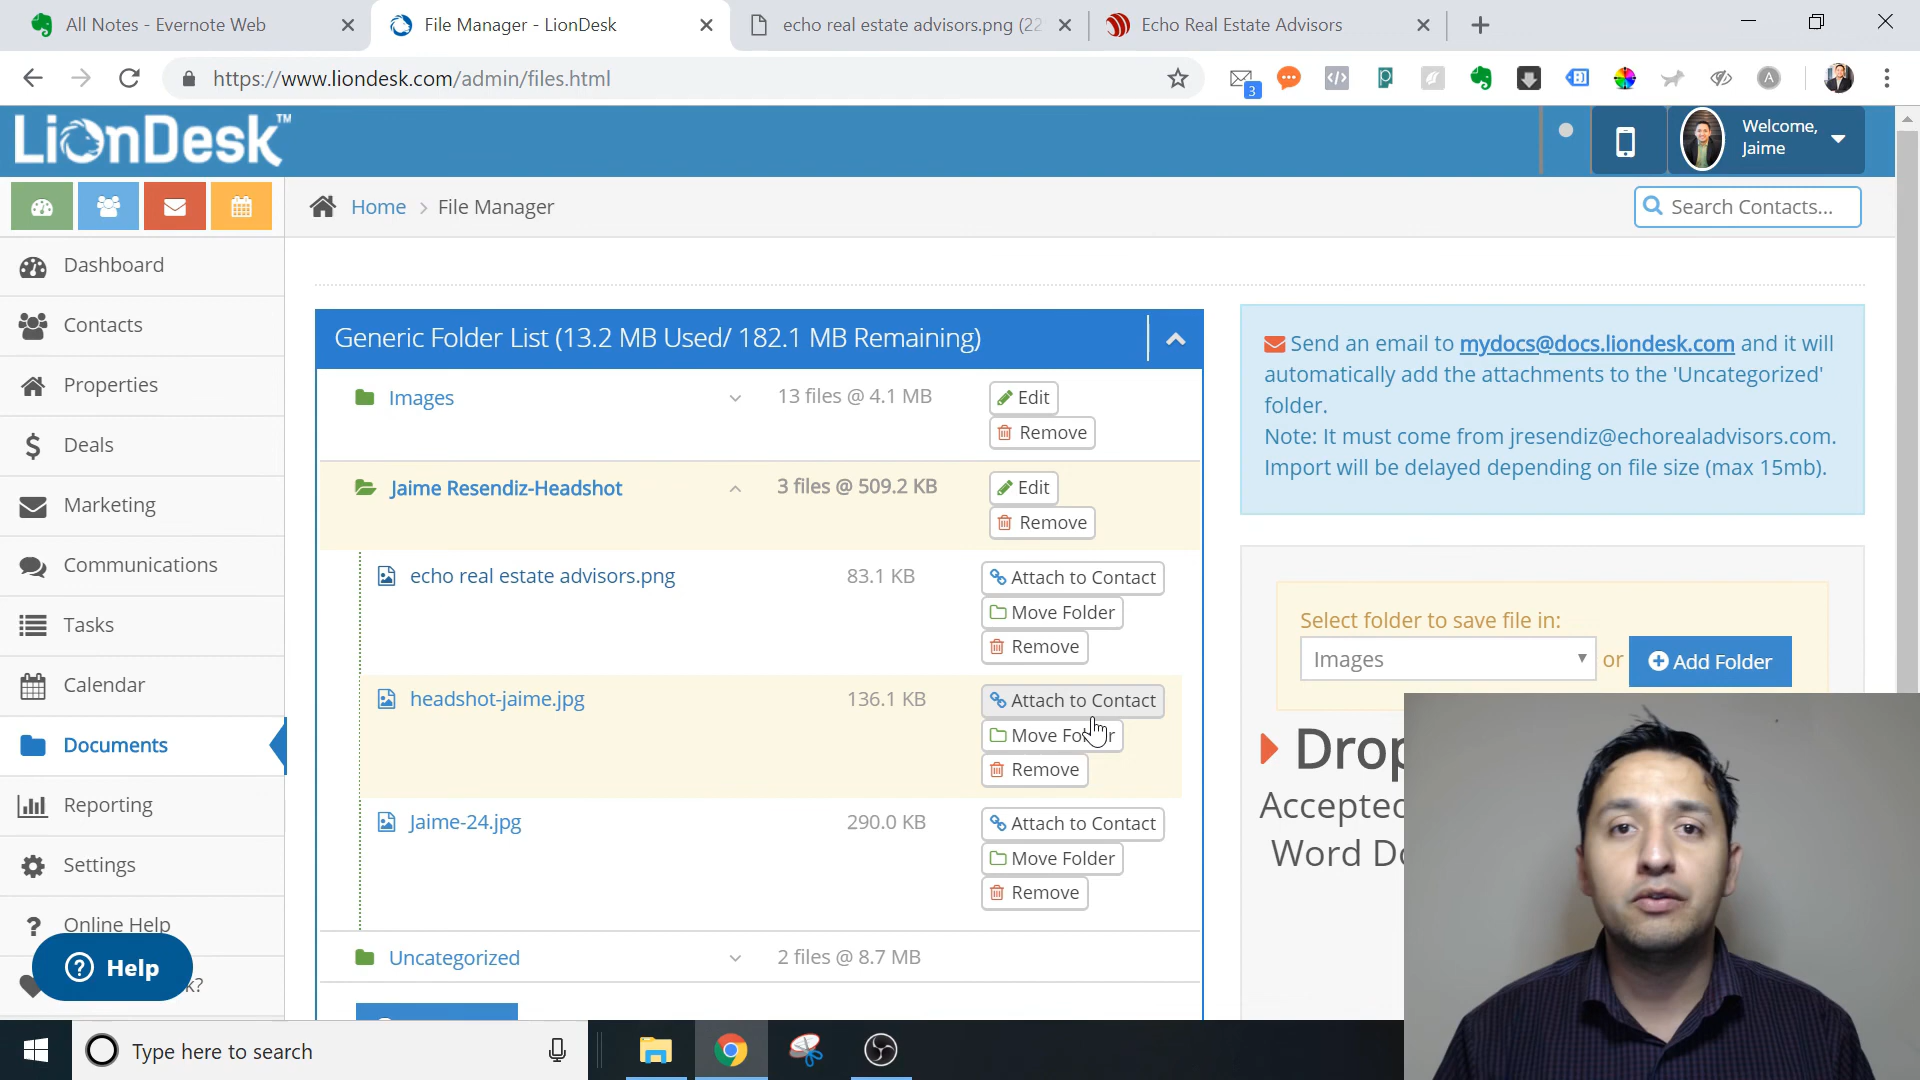 All Notes - Evernote Web
File Manager - LionDesk
echo real estate advisors.png (22
Echo Real Estate Advisors
https://www.liondesk.com/admin/files.html
3
A
LionDesk™
Welcome,
Jaime
Home > File Manager
Search Contacts...
Dashboard
Contacts
Properties
Deals
Marketing
Communications
Tasks
Calendar
Documents
Reporting
Settings
Online Help
k?
Help
Generic Folder List (13.2 MB Used/ 182.1 MB Remaining)
Images 13 files @ 4.1 MB Edit
Remove
Jaime Resendiz-Headshot 3 files @ 509.2 KB Edit
Remove
echo real estate advisors.png 83.1 KB Attach to Contact
Move Folder
Remove
headshot-jaime.jpg 136.1 KB Attach to Contact
Move Fo r
Remove
Jaime-24.jpg 290.0 KB Attach to Contact
Move Folder
Remove
Uncategorized 2 files @ 8.7 MB
Send an email to mydocs@docs.liondesk.com and it will
automatically add the attachments to the 'Uncategorized'
folder.
Note: It must come from jresendiz@echorealadvisors.com.
Import will be delayed depending on file size (max 15mb).
Select folder to save file in:
Images or Add Folder
Drop
Accepted
Word Do
Type here to search